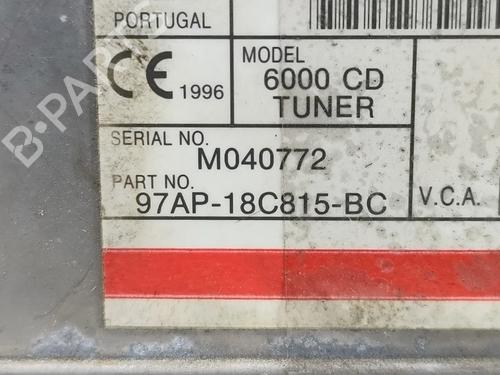 PORTUGAL
CE 1996
MODEL
6000 CD
TUNER
SERIAL NO.
M040772
PART NO.
97AP-18C815-BC
V.C.A.
B-PARTS